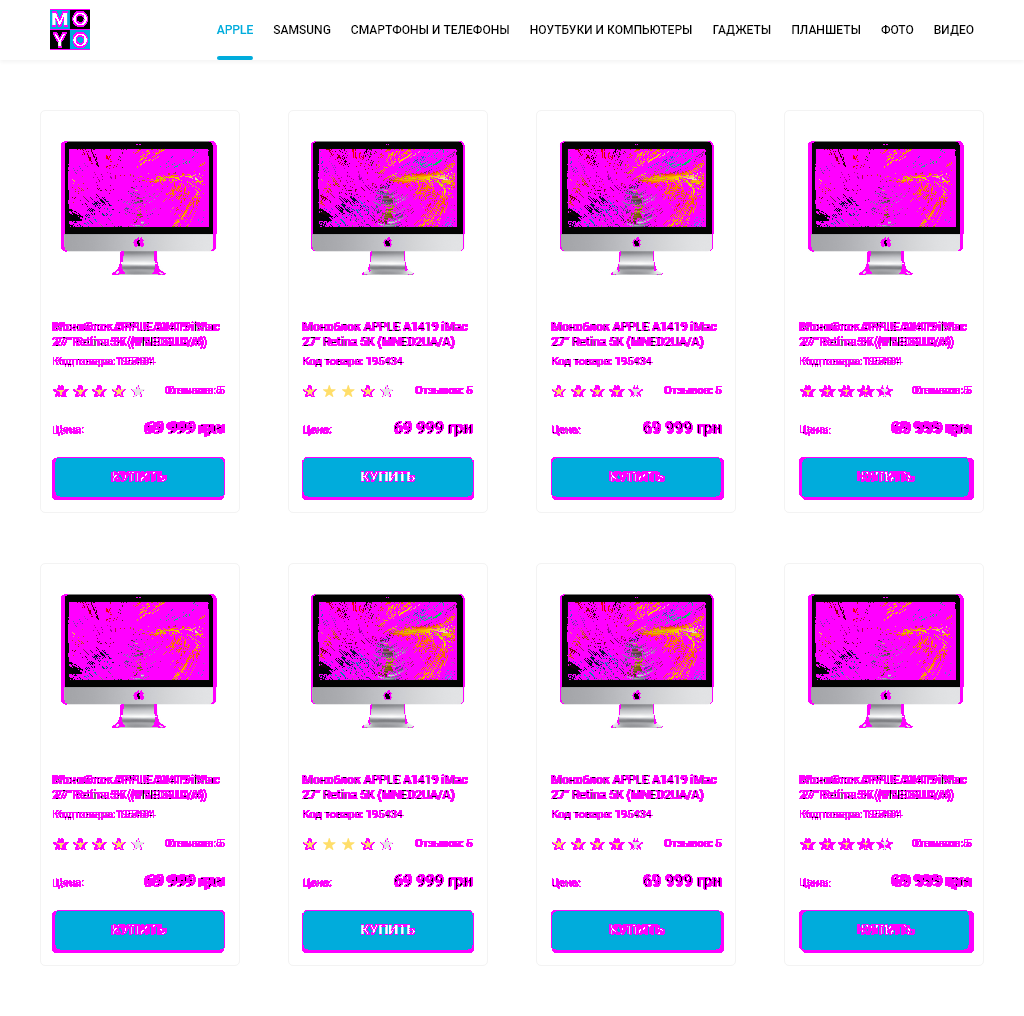 MOYO
APPLE SAMSUNG СМАРТФОНЫ И ТЕЛЕФОНЫ НОУТБУКИ И КОМПЬЮТЕРЫ ГАДЖЕТЫ ПЛАНШЕТЫ ФОТО ВИДЕО
Моноблок APPLE A1419 iMac
27" Retina 5K (MNED2UA/A)
Код товара: 195434
Отзывов: 5
Цена: 69 999 грн
КУПИТЬ
Моноблок APPLE A1419 iMac
27" Retina 5K (MNED2UA/A)
Код товара: 195434
Отзывов: 5
Цена: 69 999 грн
КУПИТЬ
Моноблок APPLE A1419 iMac
27" Retina 5K (MNED2UA/A)
Код товара: 195434
Отзывов: 5
Цена: 69 999 грн
КУПИТЬ
Моноблок APPLE A1419 iMac
27" Retina 5K (MNED2UA/A)
Код товара: 195434
Отзывов: 5
Цена: 69 999 грн
КУПИТЬ
Моноблок APPLE A1419 iMac
27" Retina 5K (MNED2UA/A)
Код товара: 195434
Отзывов: 5
Цена: 69 999 грн
КУПИТЬ
Моноблок APPLE A1419 iMac
27" Retina 5K (MNED2UA/A)
Код товара: 195434
Отзывов: 5
Цена: 69 999 грн
КУПИТЬ
Моноблок APPLE A1419 iMac
27" Retina 5K (MNED2UA/A)
Код товара: 195434
Отзывов: 5
Цена: 69 999 грн
КУПИТЬ
Моноблок APPLE A1419 iMac
27" Retina 5K (MNED2UA/A)
Код товара: 195434
Отзывов: 5
Цена: 69 999 грн
КУПИТЬ